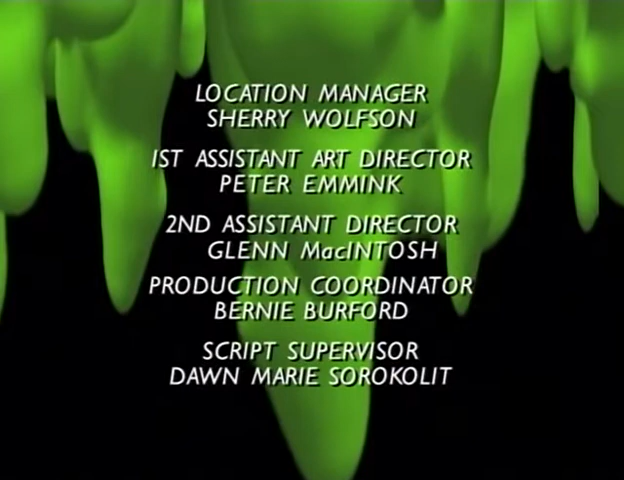 LOCATION MANAGER
SHERRY WOLFSON
1ST ASSISTANT ART DIRECTOR
PETER EMMINK
2ND ASSISTANT DIRECTOR
GLENN MacINTOSH
PRODUCTION COORDINATOR
BERNIE BURFORD
SCRIPT SUPERVISOR
DAWN MARIE SOROKOLIT